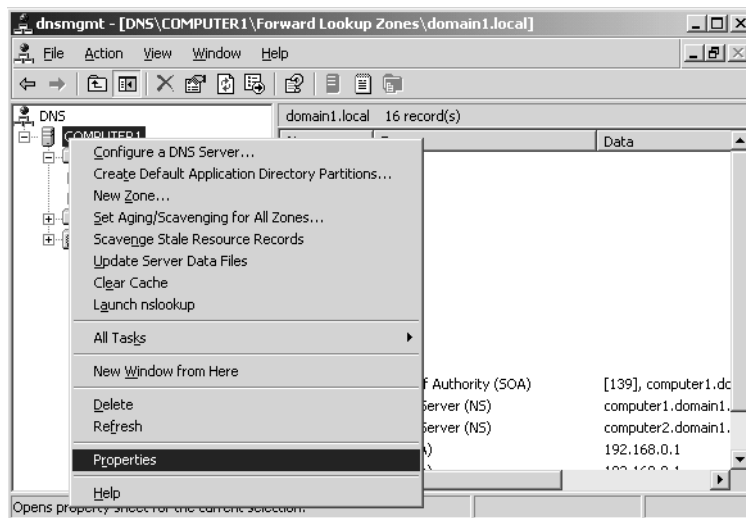 dnsmgmt - [DNS\COMPUTER1\Forward Lookup Zones\domain1.local]
File Action View Window Help
DNS
domain1.local 16 record(s)
COMPUTER1
Data
Configure a DNS Server...
Create Default Application Directory Partitions...
New Zone...
Set Aging/Scavenging for All Zones...
Scavenge Stale Resource Records
Update Server Data Files
Clear Cache
Launch nslookup
All Tasks
New Window from Here
Delete
Refresh
Properties
Help
f Authority (SOA) [139], computer1.dc
Server (NS) computer1.domain1.
Server (NS) computer2.domain1.
192.168.0.1
Opens property sheet for the current selection.